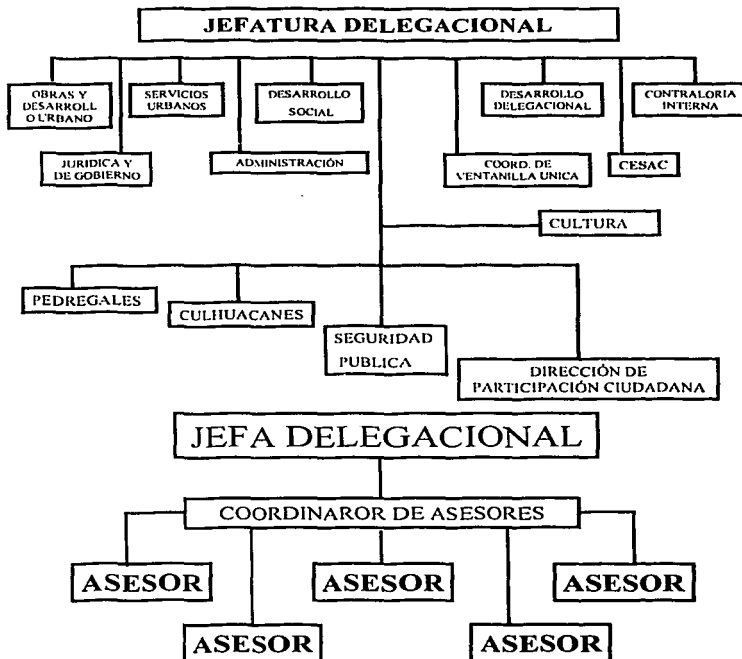 JEFATURA DELEGACIONAL
OBRAS Y
DESARROLL
O URBANO
SERVICIOS
URBANOS
DESARROLLO
SOCIAL
DESARROLLO
DELEGACIONAL
CONTRALORIA
INTERNA
JURIDICA Y
DE GOBIERNO
ADMINISTRACIÓN
COORD. DE
VENTANILLA UNICA
CESAC
CULTURA
PEDREGALES
CULHUACANES
SEGURIDAD
PUBLICA
DIRECCIÓN DE
PARTICIPACIÓN CIUDADANA
JEFA DELEGACIONAL
COORDINAROR DE ASESORES
ASESOR
ASESOR
ASESOR
ASESOR
ASESOR